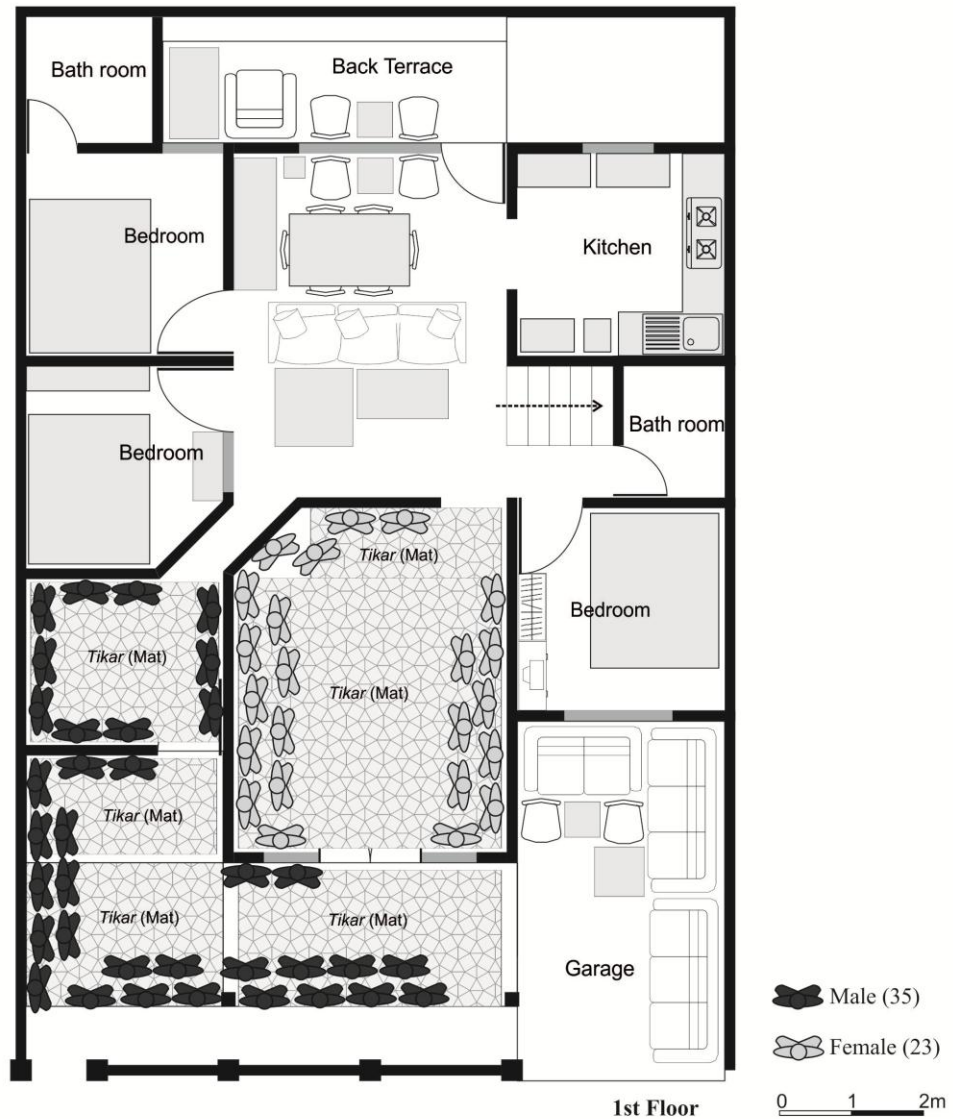 Bath room
Back Terrace
Bedroom
Kitchen
Bedroom
Bath room
Tikar (Mat)
Bedroom
Tikar (Mat)
Tikar (Mat)
Tikar (Mat)
Tikar (Mat)
Tikar (Mat)
Garage
Male (35)
Female (23)
1st Floor
0 1 2m